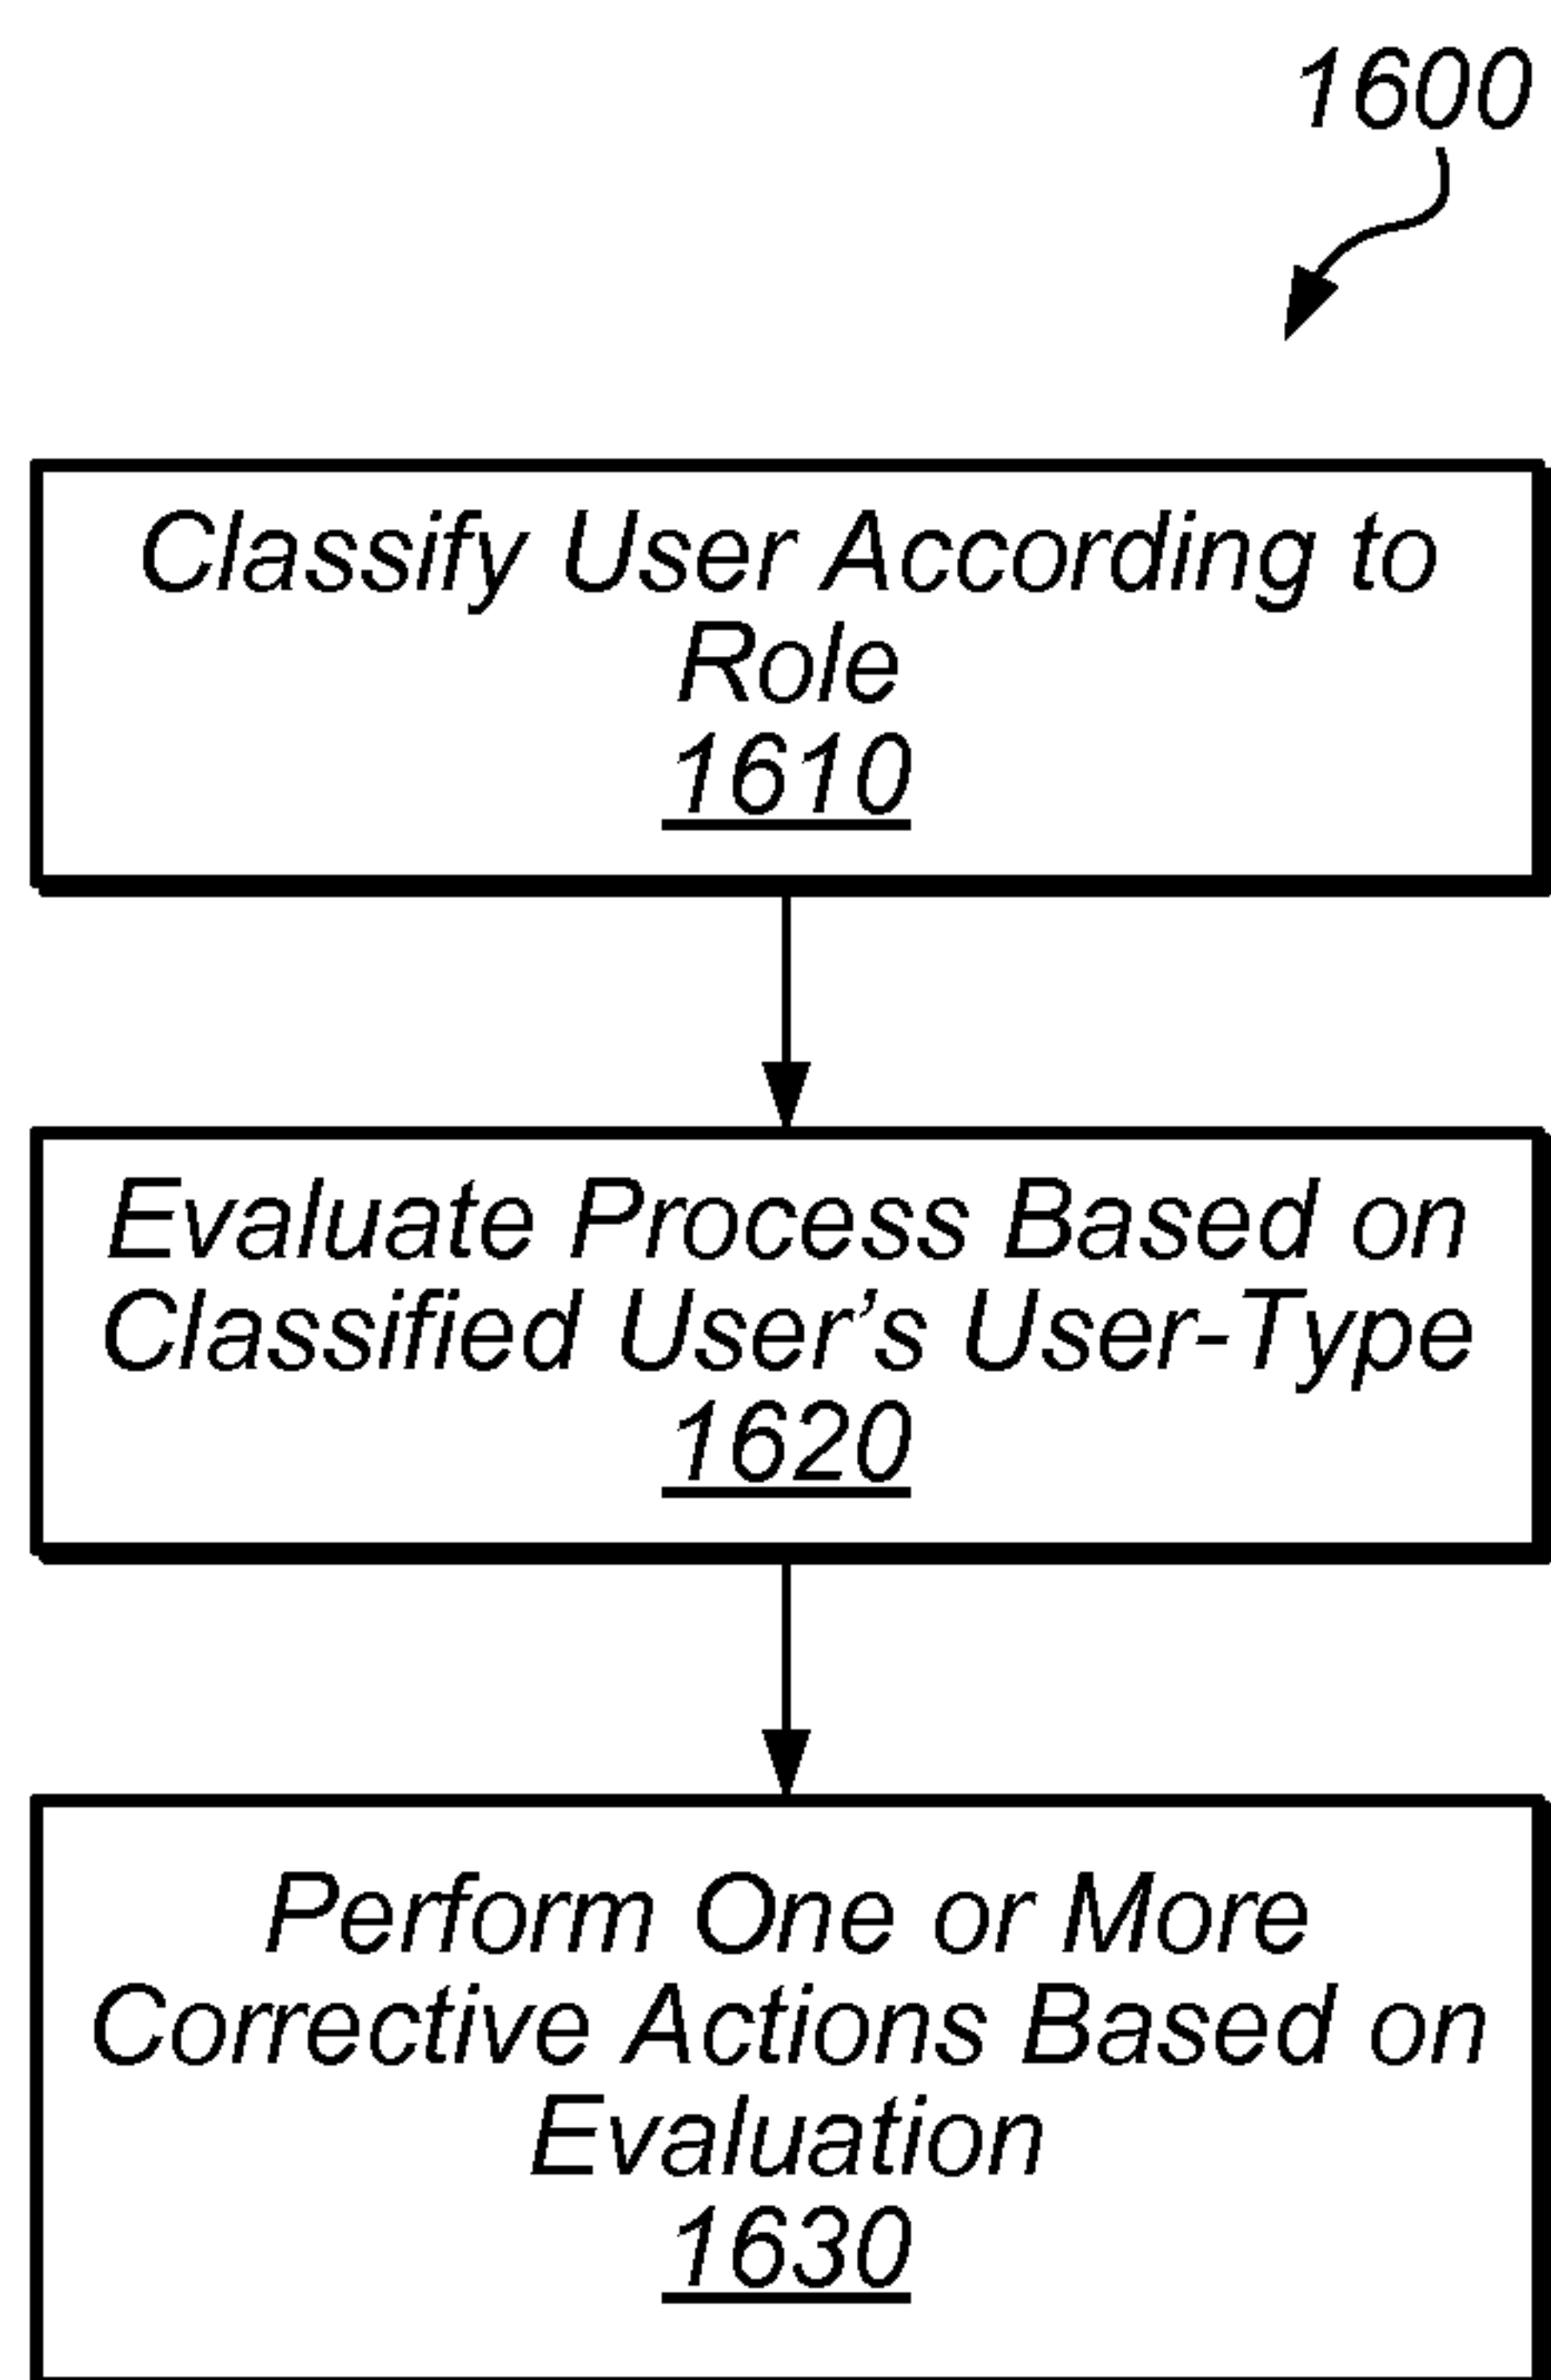 1600
Classify User According to
Role
1610
Evaluate Process Based on
Classified User’s User-Type
1620
Perform One or More
Corrective Actions Based on
Evaluation
1630